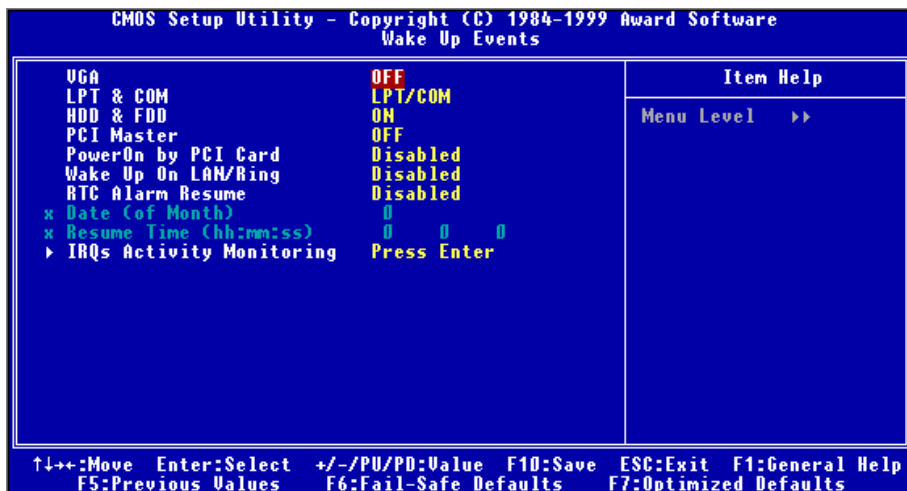 CMOS Setup Utility - Copyright (C) 1984-1999 Award Software
Wake Up Events
VGA OFF
LPT & COM LPT/COM
HDD & FDD ON
PCI Master OFF
PowerOn by PCI Card Disabled
Wake Up On LAN/Ring Disabled
RTC Alarm Resume Disabled
x Date (of Month) 0
x Resume Time (hh:mm:ss) 0 0 0
▸ IRQs Activity Monitoring Press Enter
Item Help
Menu Level ▸▸
↑↓→←:Move Enter:Select +/-/PU/PD:Value F10:Save ESC:Exit F1:General Help
F5:Previous Values F6:Fail-Safe Defaults F7:Optimized Defaults